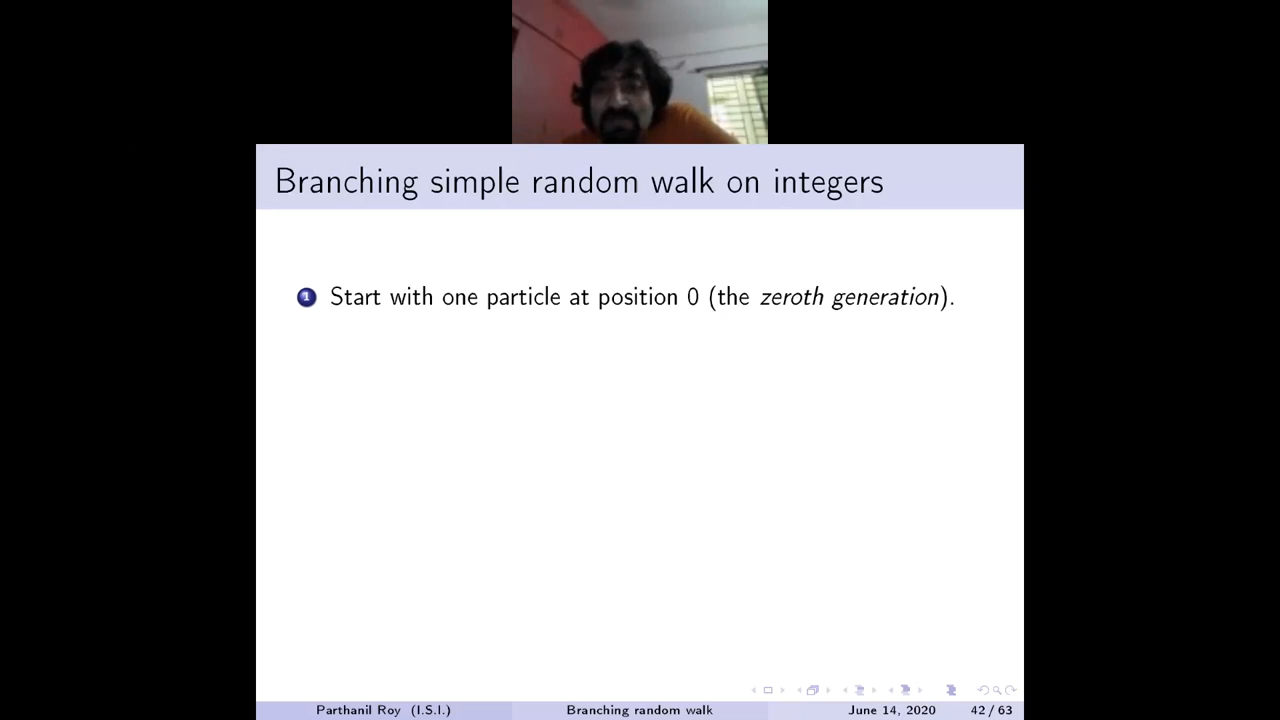 Branching simple random walk on integers
1 Start with one particle at position 0 (the zeroth generation).
Parthanil Roy (I.S.I.) Branching random walk June 14, 2020 42 / 63